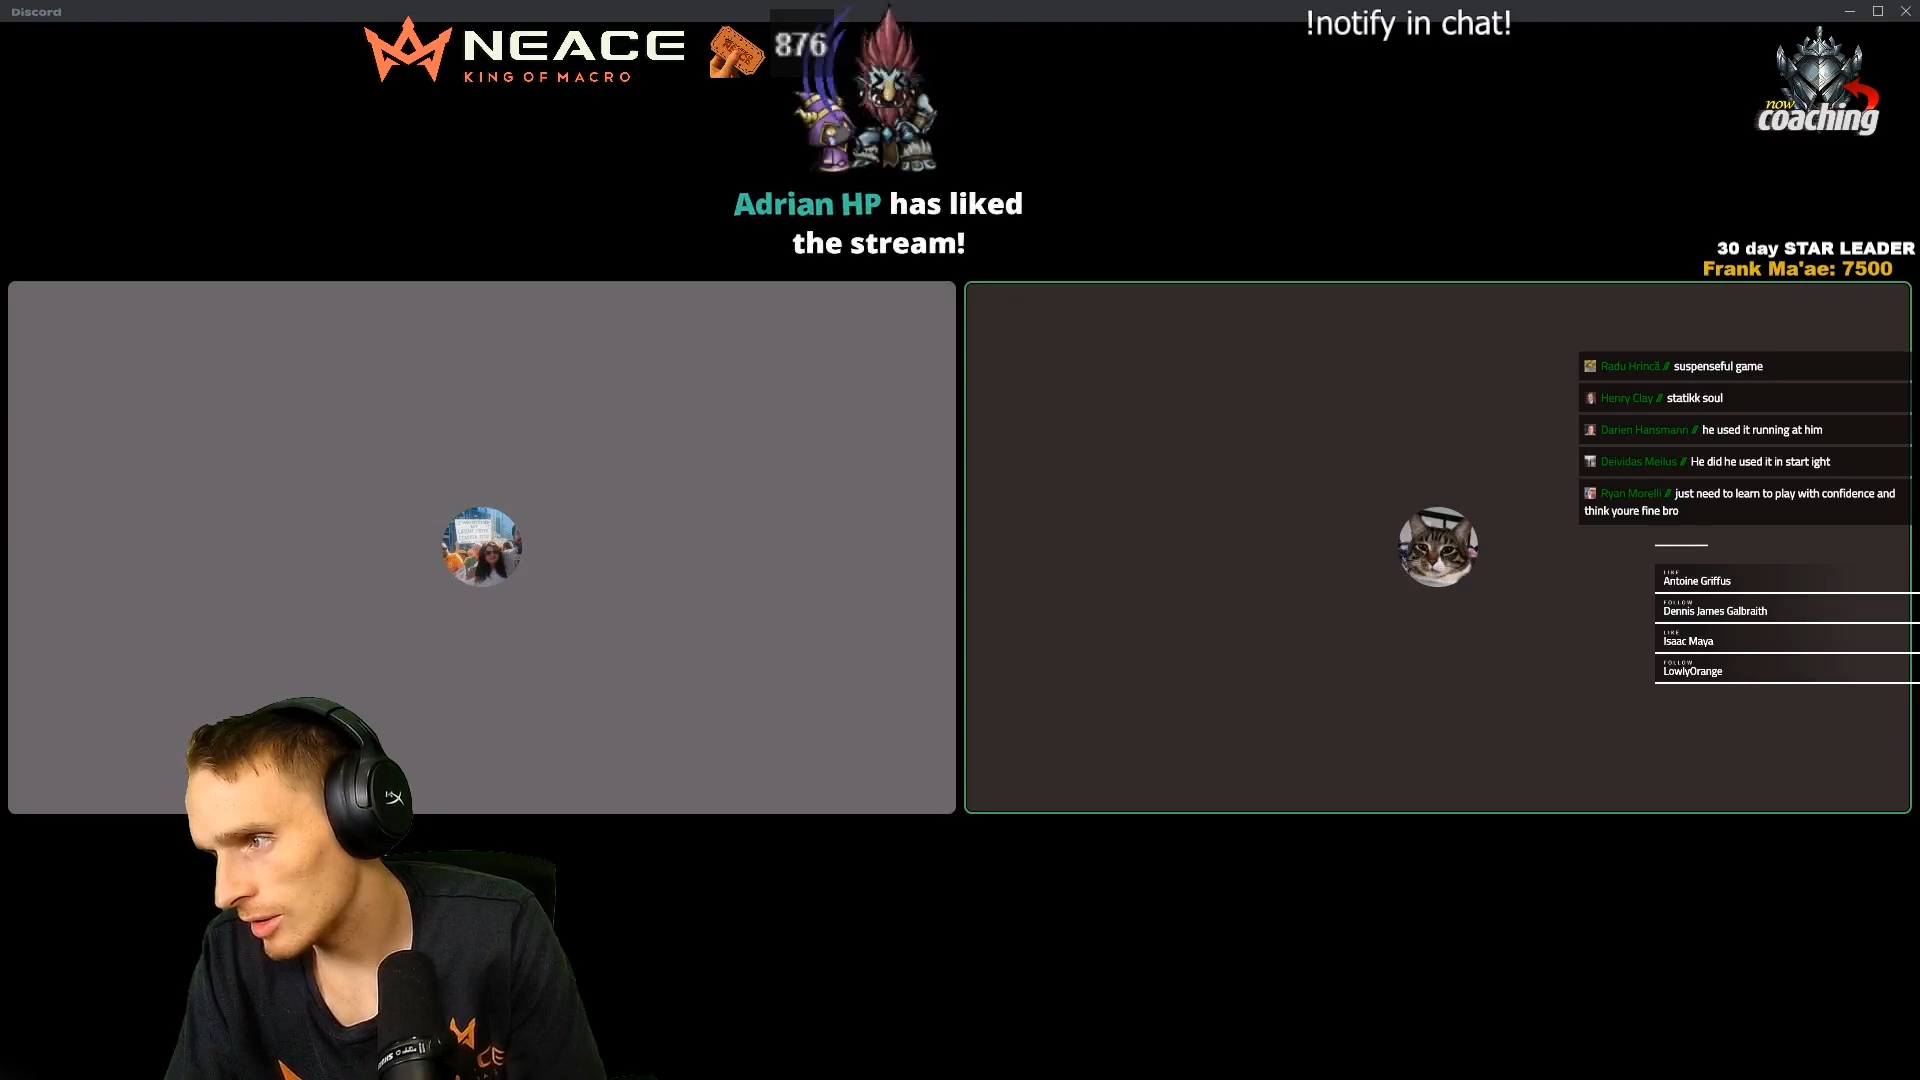 Discord
NEACE
KING OF MACRO
876
!notify in chat!
now
coaching
Adrian HP has liked
the stream!
30 day STAR LEADER
Frank Ma'ae: 7500
Radu Hrincă // suspenseful game
Henry Clay // statikk soul
Darien Hansmann // he used it running at him
Deividas Meilus // He did he used it in start ight
Ryan Morelli // just need to learn to play with confidence and
think youre fine bro
LIKE
Antoine Griffus
FOLLOW
Dennis James Galbraith
LIKE
Isaac Maya
FOLLOW
LowlyOrange